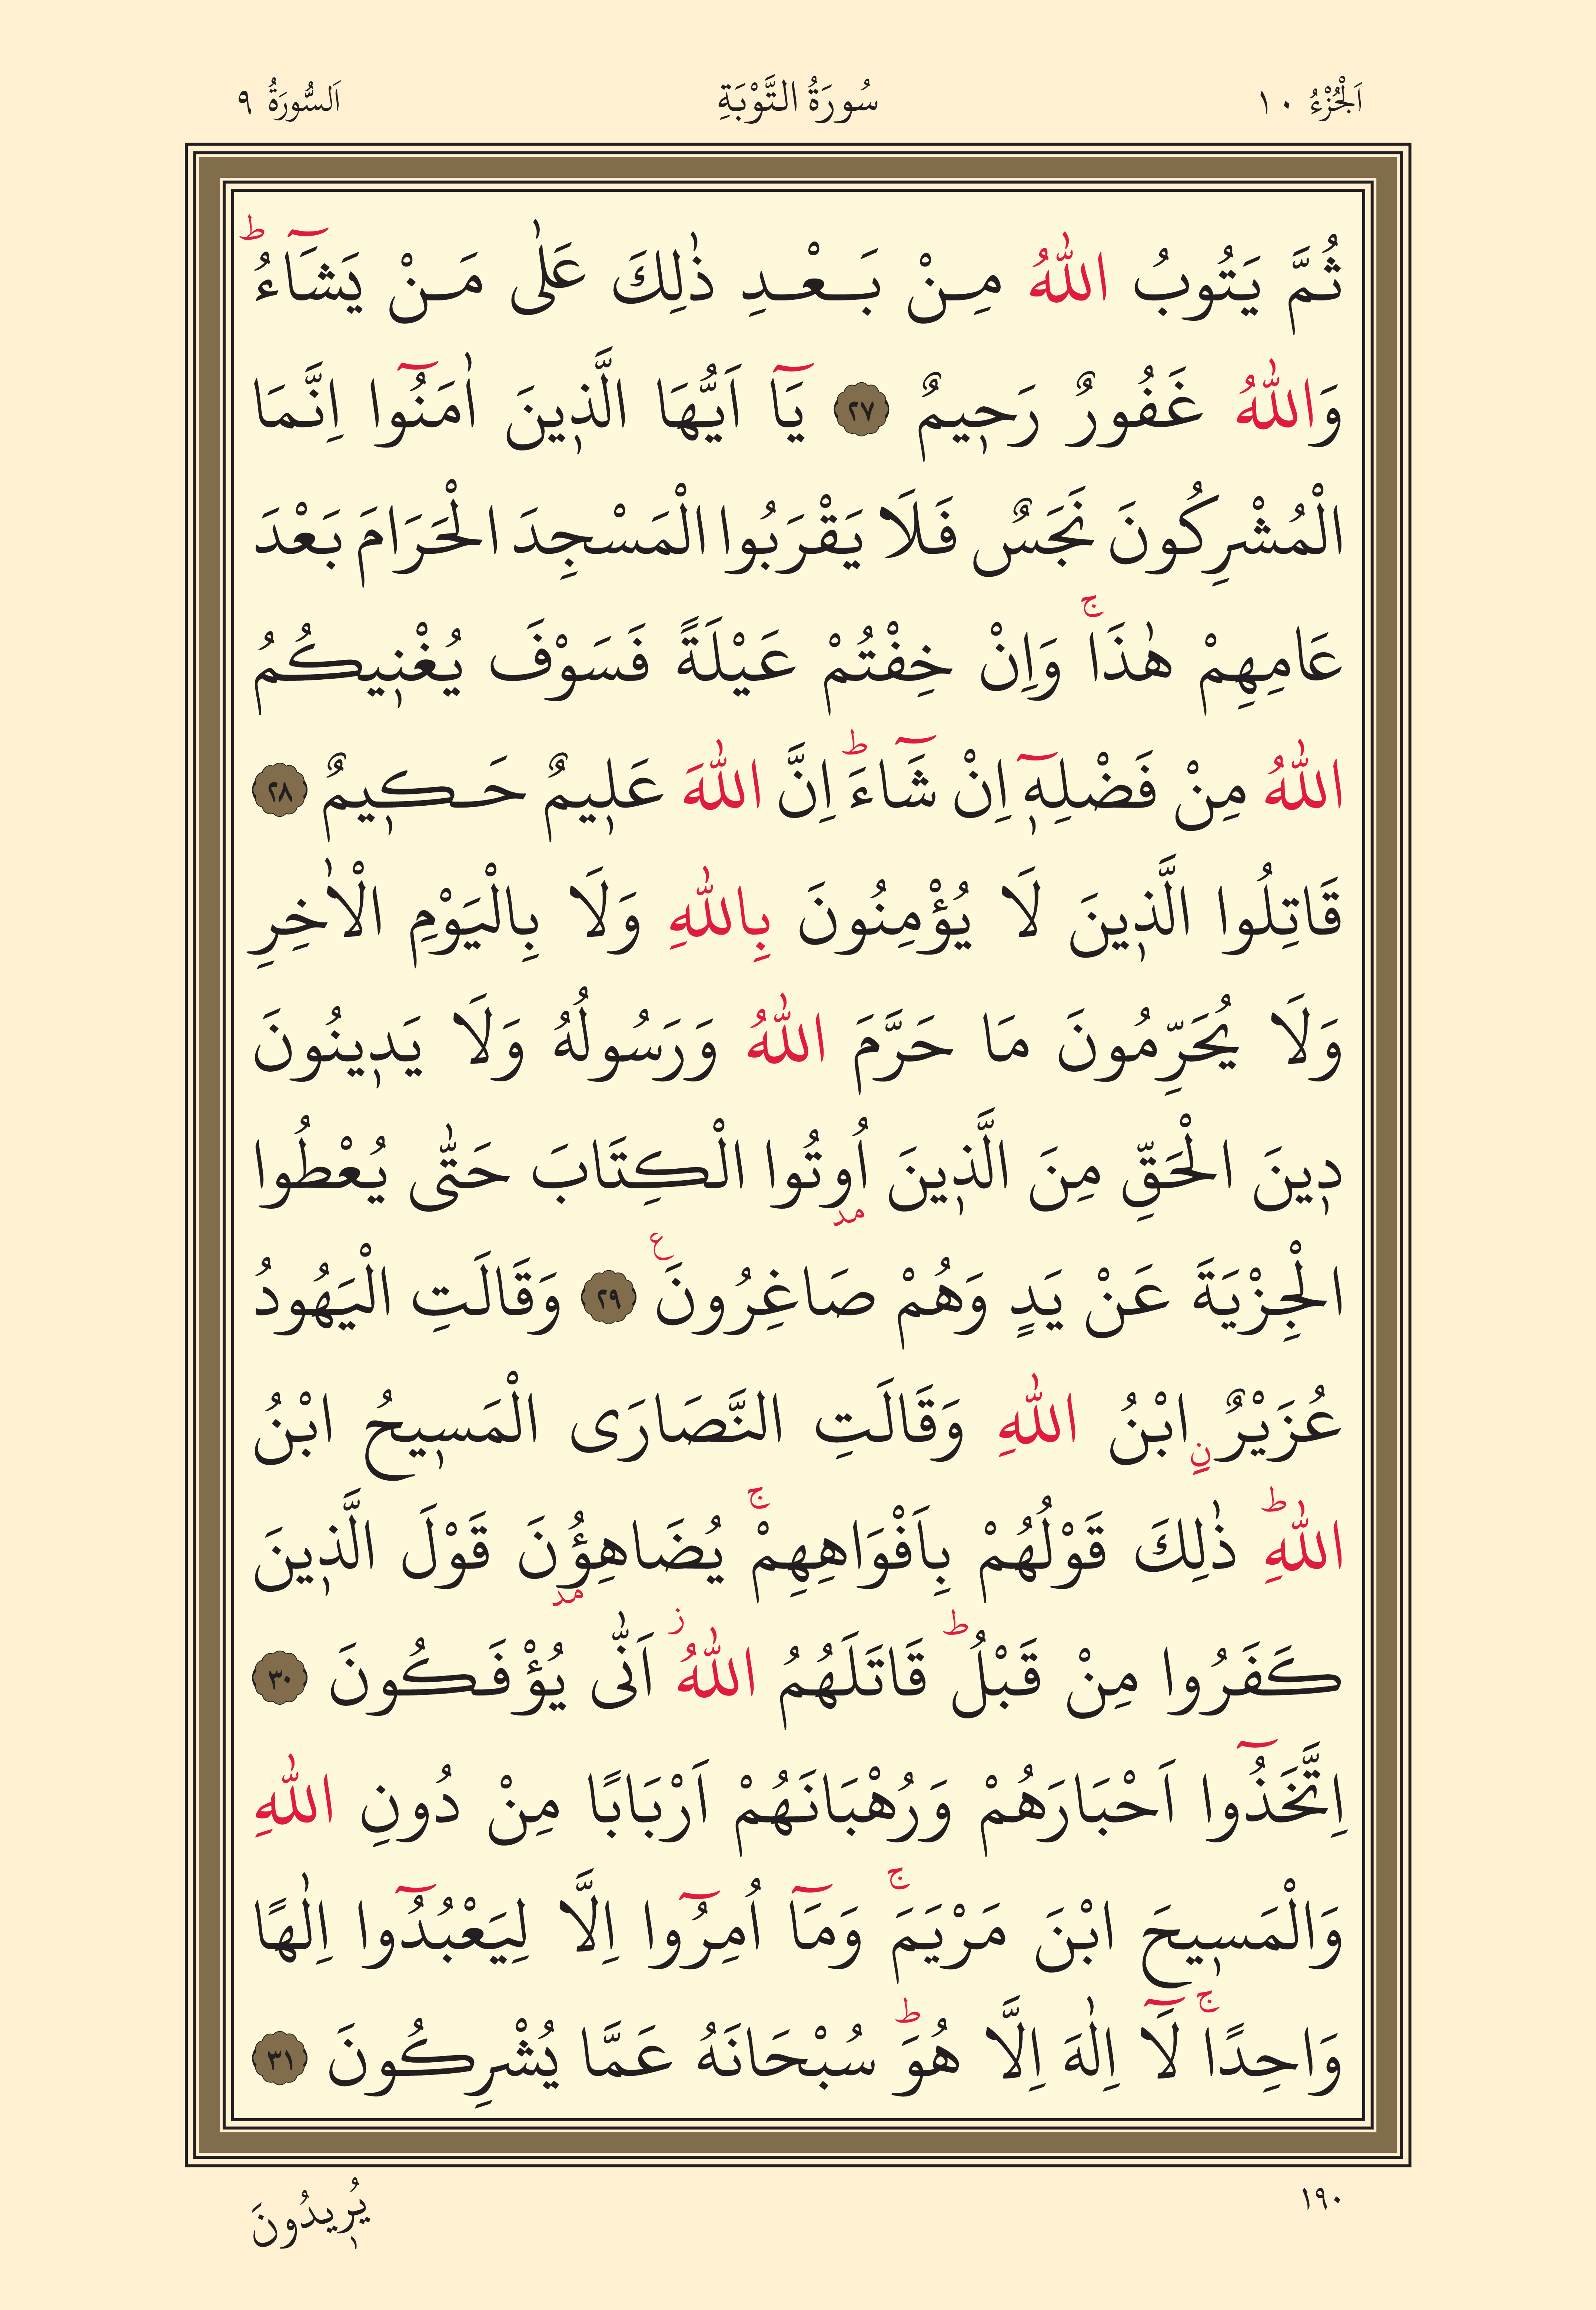 اَلْجُزْءُ ١٠
سُورَةُ التَّوْبَةِ
اَلسُّورَةُ ٩
ثُمَّ يَتُوبُ اللّٰهُ مِنْ بَعْدِ ذٰلِكَ عَلٰى مَنْ يَشَٓاءُۜ
وَاللّٰهُ غَفُورٌ رَح۪يمٌ ٢٧ يَٓا اَيُّهَا الَّذ۪ينَ اٰمَنُٓوا اِنَّمَا
الْمُشْرِكُونَ نَجَسٌ فَلَا يَقْرَبُوا الْمَسْجِدَ الْحَرَامَ بَعْدَ
عَامِهِمْ هٰذَاۚ وَاِنْ خِفْتُمْ عَيْلَةً فَسَوْفَ يُغْن۪يكُمُ
اللّٰهُ مِنْ فَضْلِه۪ٓ اِنْ شَٓاءَۜ اِنَّ اللّٰهَ عَل۪يمٌ حَك۪يمٌ ٢٨
قَاتِلُوا الَّذ۪ينَ لَا يُؤْمِنُونَ بِاللّٰهِ وَلَا بِالْيَوْمِ الْاٰخِرِ
وَلَا يُحَرِّمُونَ مَا حَرَّمَ اللّٰهُ وَرَسُولُهُ وَلَا يَد۪ينُونَ
د۪ينَ الْحَقِّ مِنَ الَّذ۪ينَ اُو۫تُوا الْكِتَابَ حَتّٰى يُعْطُوا
الْجِزْيَةَ عَنْ يَدٍ وَهُمْ صَاغِرُونَ۟ ٢٩ وَقَالَتِ الْيَهُودُ
عُزَيْرٌۨ ابْنُ اللّٰهِ وَقَالَتِ النَّصَارَى الْمَس۪يحُ ابْنُ
اللّٰهِۜ ذٰلِكَ قَوْلُهُمْ بِاَفْوَاهِهِمْۚ يُضَاهِؤُ۫نَ قَوْلَ الَّذ۪ينَ
كَفَرُوا مِنْ قَبْلُۜ قَاتَلَهُمُ اللّٰهُۘ اَنّٰى يُؤْفَكُونَ ٣٠
اِتَّخَذُٓوا اَحْبَارَهُمْ وَرُهْبَانَهُمْ اَرْبَابًا مِنْ دُونِ اللّٰهِ
وَالْمَس۪يحَ ابْنَ مَرْيَمَۚ وَمَٓا اُمِرُٓوا اِلَّا لِيَعْبُدُٓوا اِلٰهًا
وَاحِدًاۚ لَٓا اِلٰهَ اِلَّا هُوَۜ سُبْحَانَهُ عَمَّا يُشْرِكُونَ ٣١
١٩٠
يُر۪يدُونَ